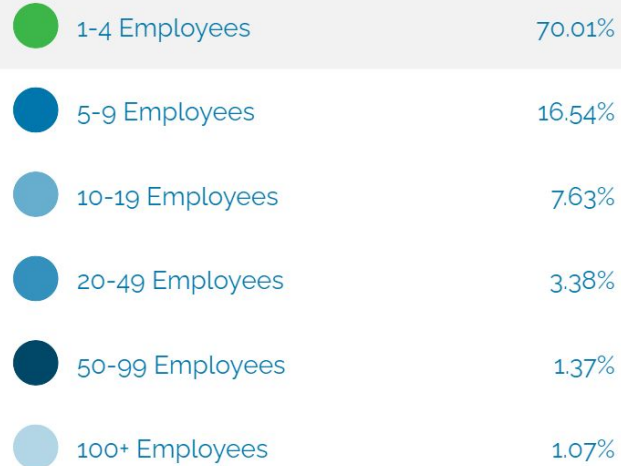 1-4 Employees 70.01%
5-9 Employees 16.54%
10-19 Employees 7.63%
20-49 Employees 3.38%
50-99 Employees 1.37%
100+ Employees 1.07%